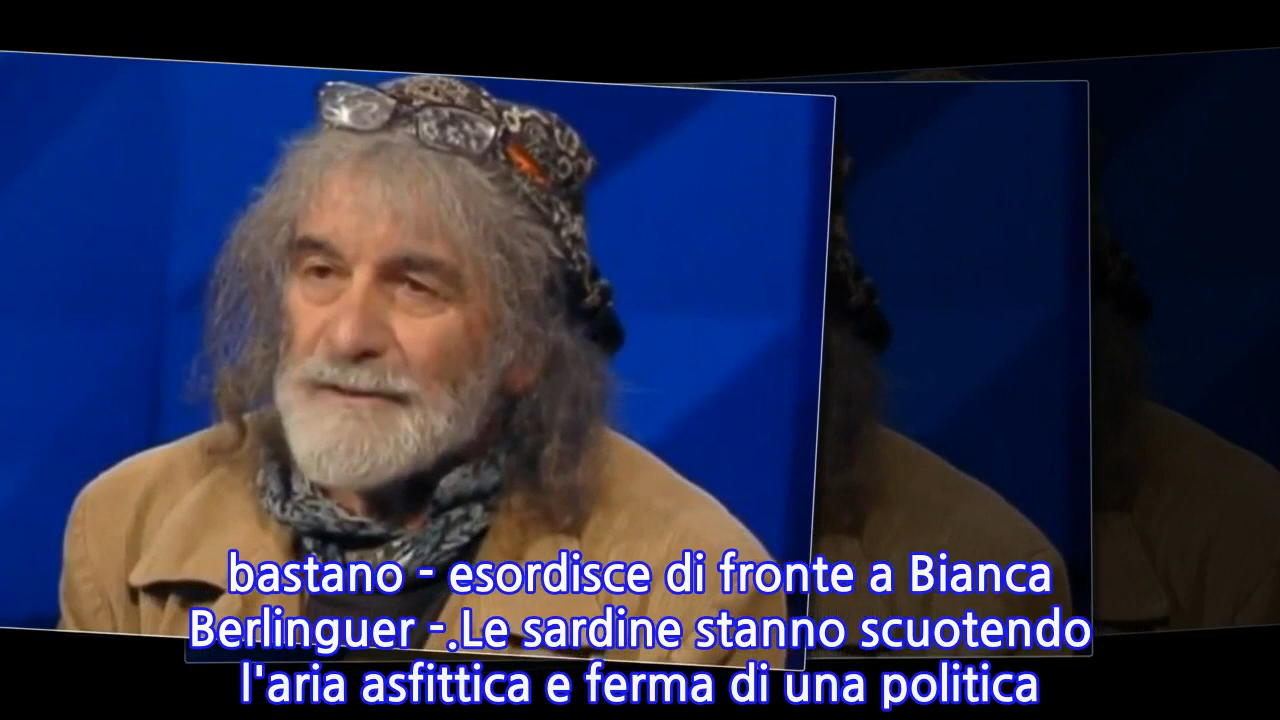 bastano - esordisce di fronte a Bianca
Berlinguer -.Le sardine stanno scuotendo
l'aria asfittica e ferma di una politica